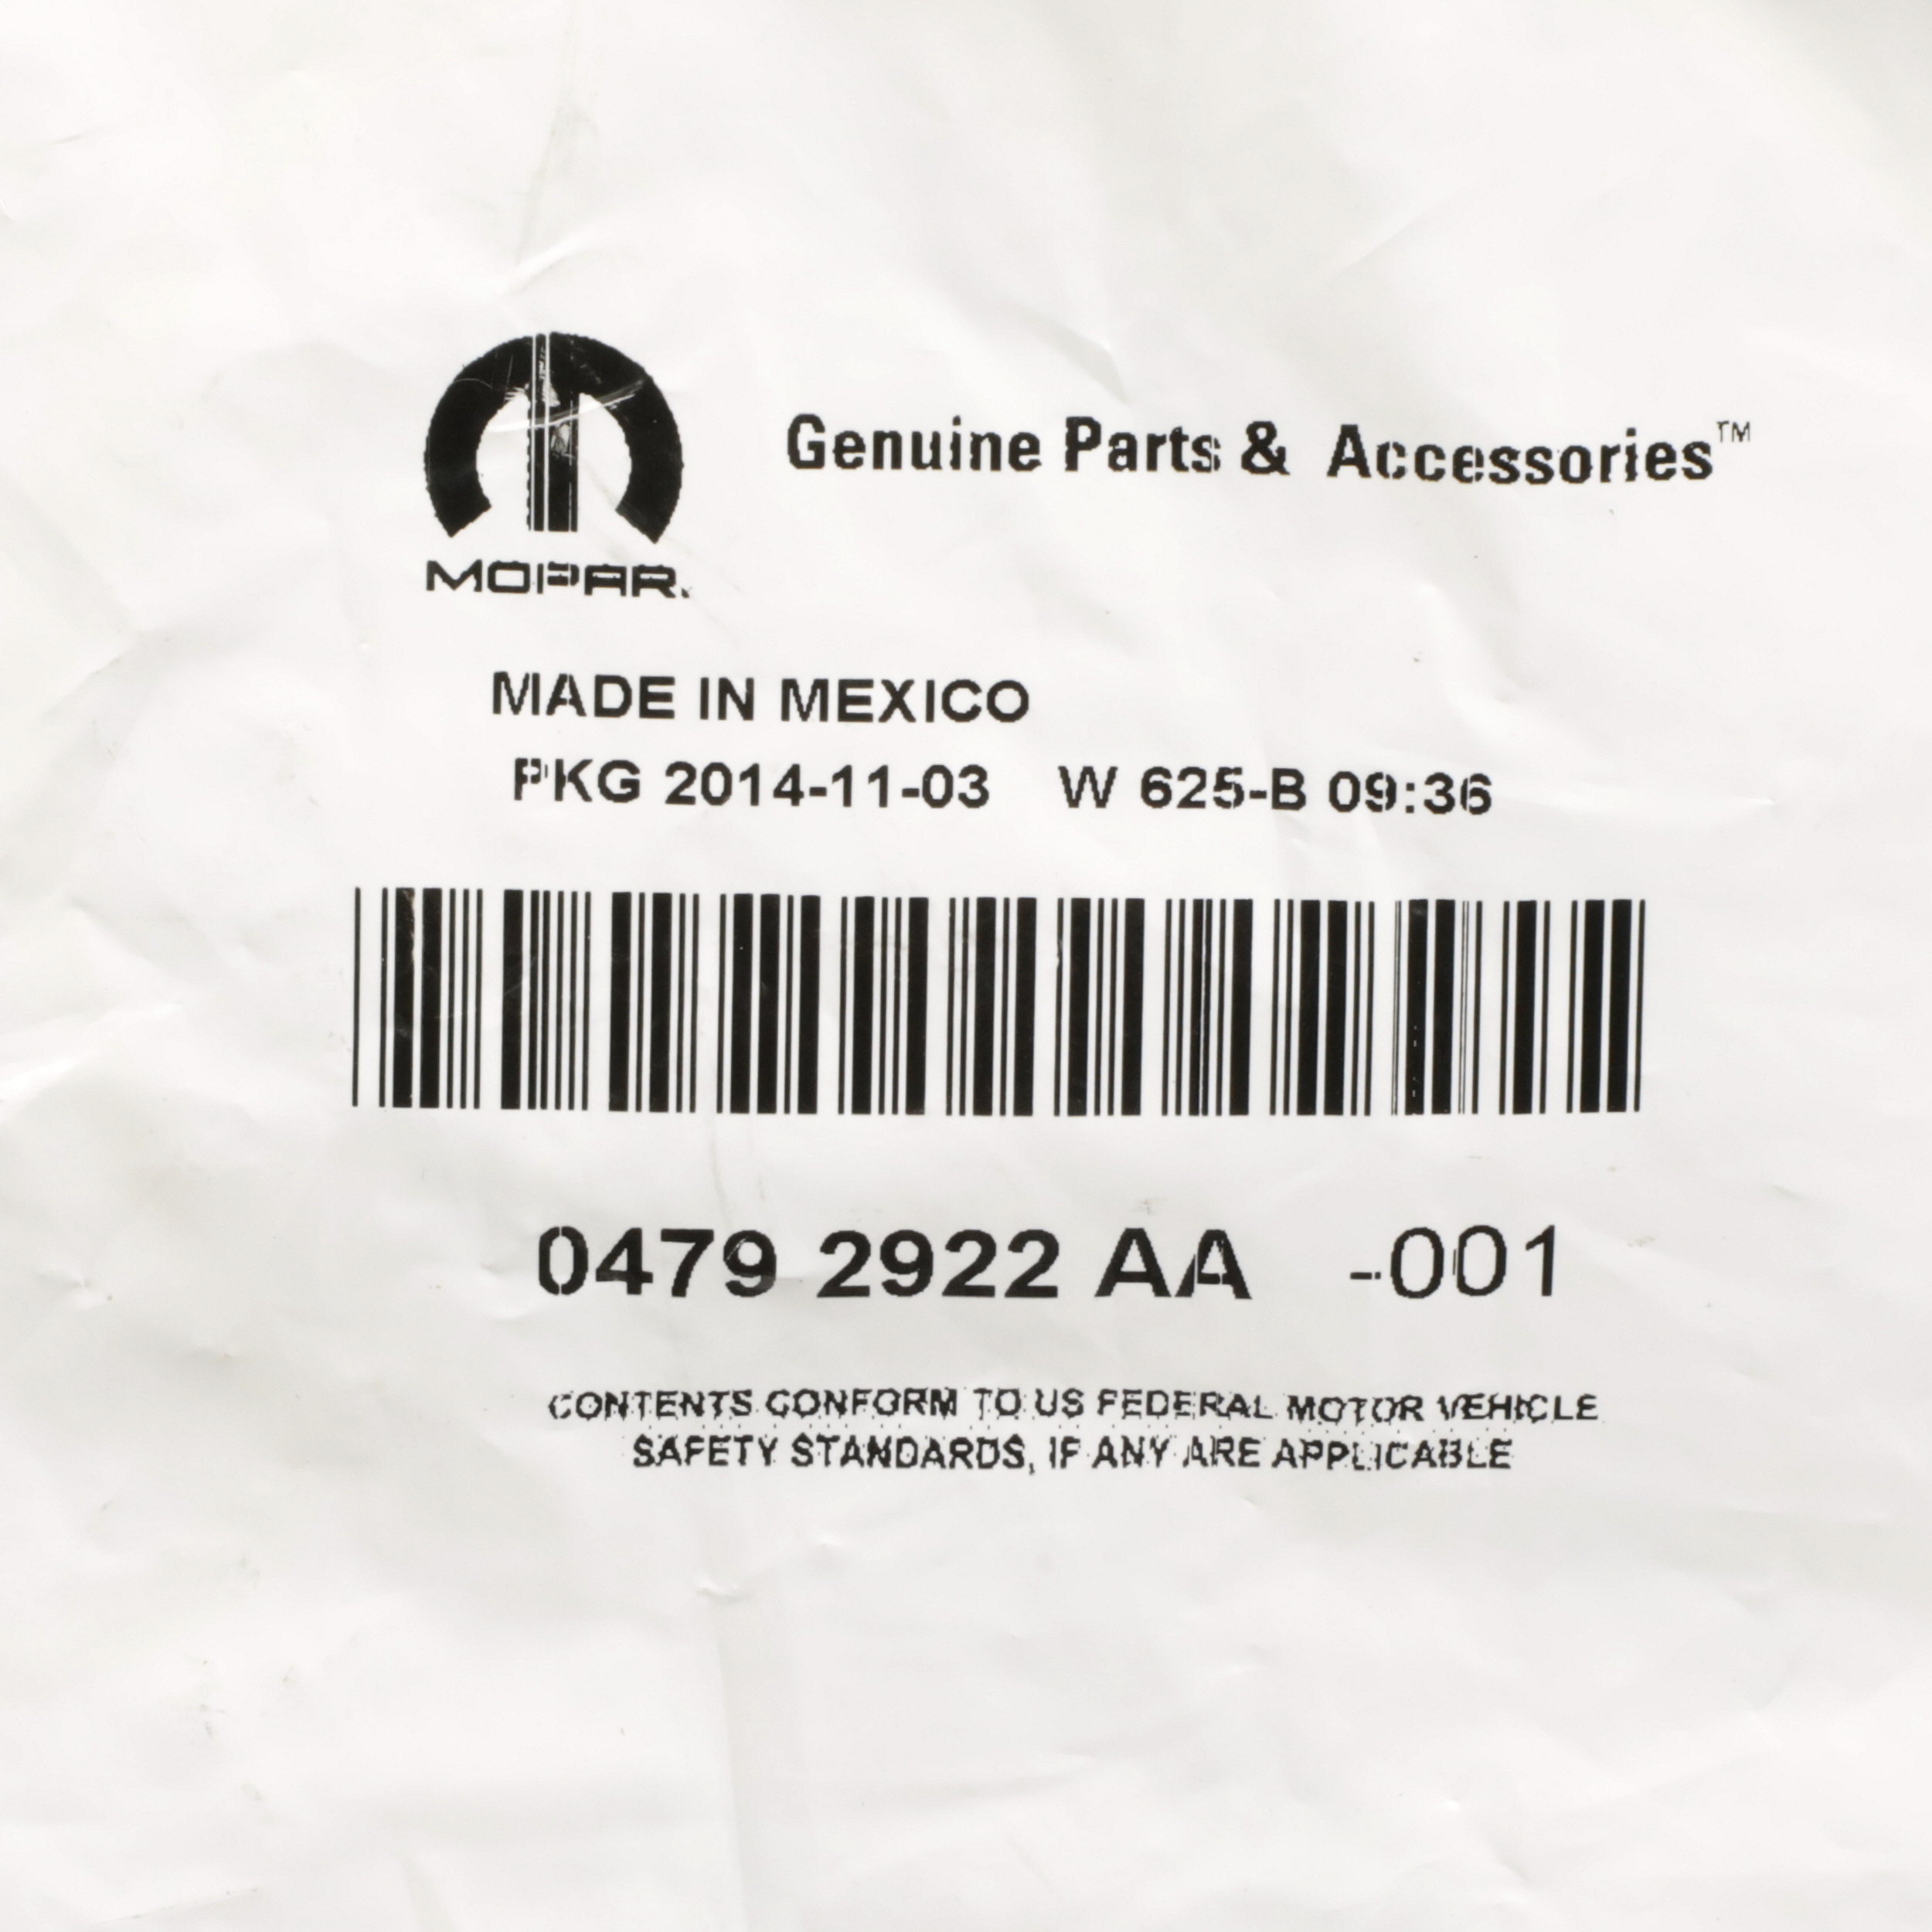 Genuine Parts & Accessories™
MOPAR.
MADE IN MEXICO
PKG 2014-11-03 W 625-B 09:36
0479 2922 AA -001
CONTENTS CONFORM TO US FEDERAL MOTOR VEHICLE
SAFETY STANDARDS, IF ANY ARE APPLICABLE